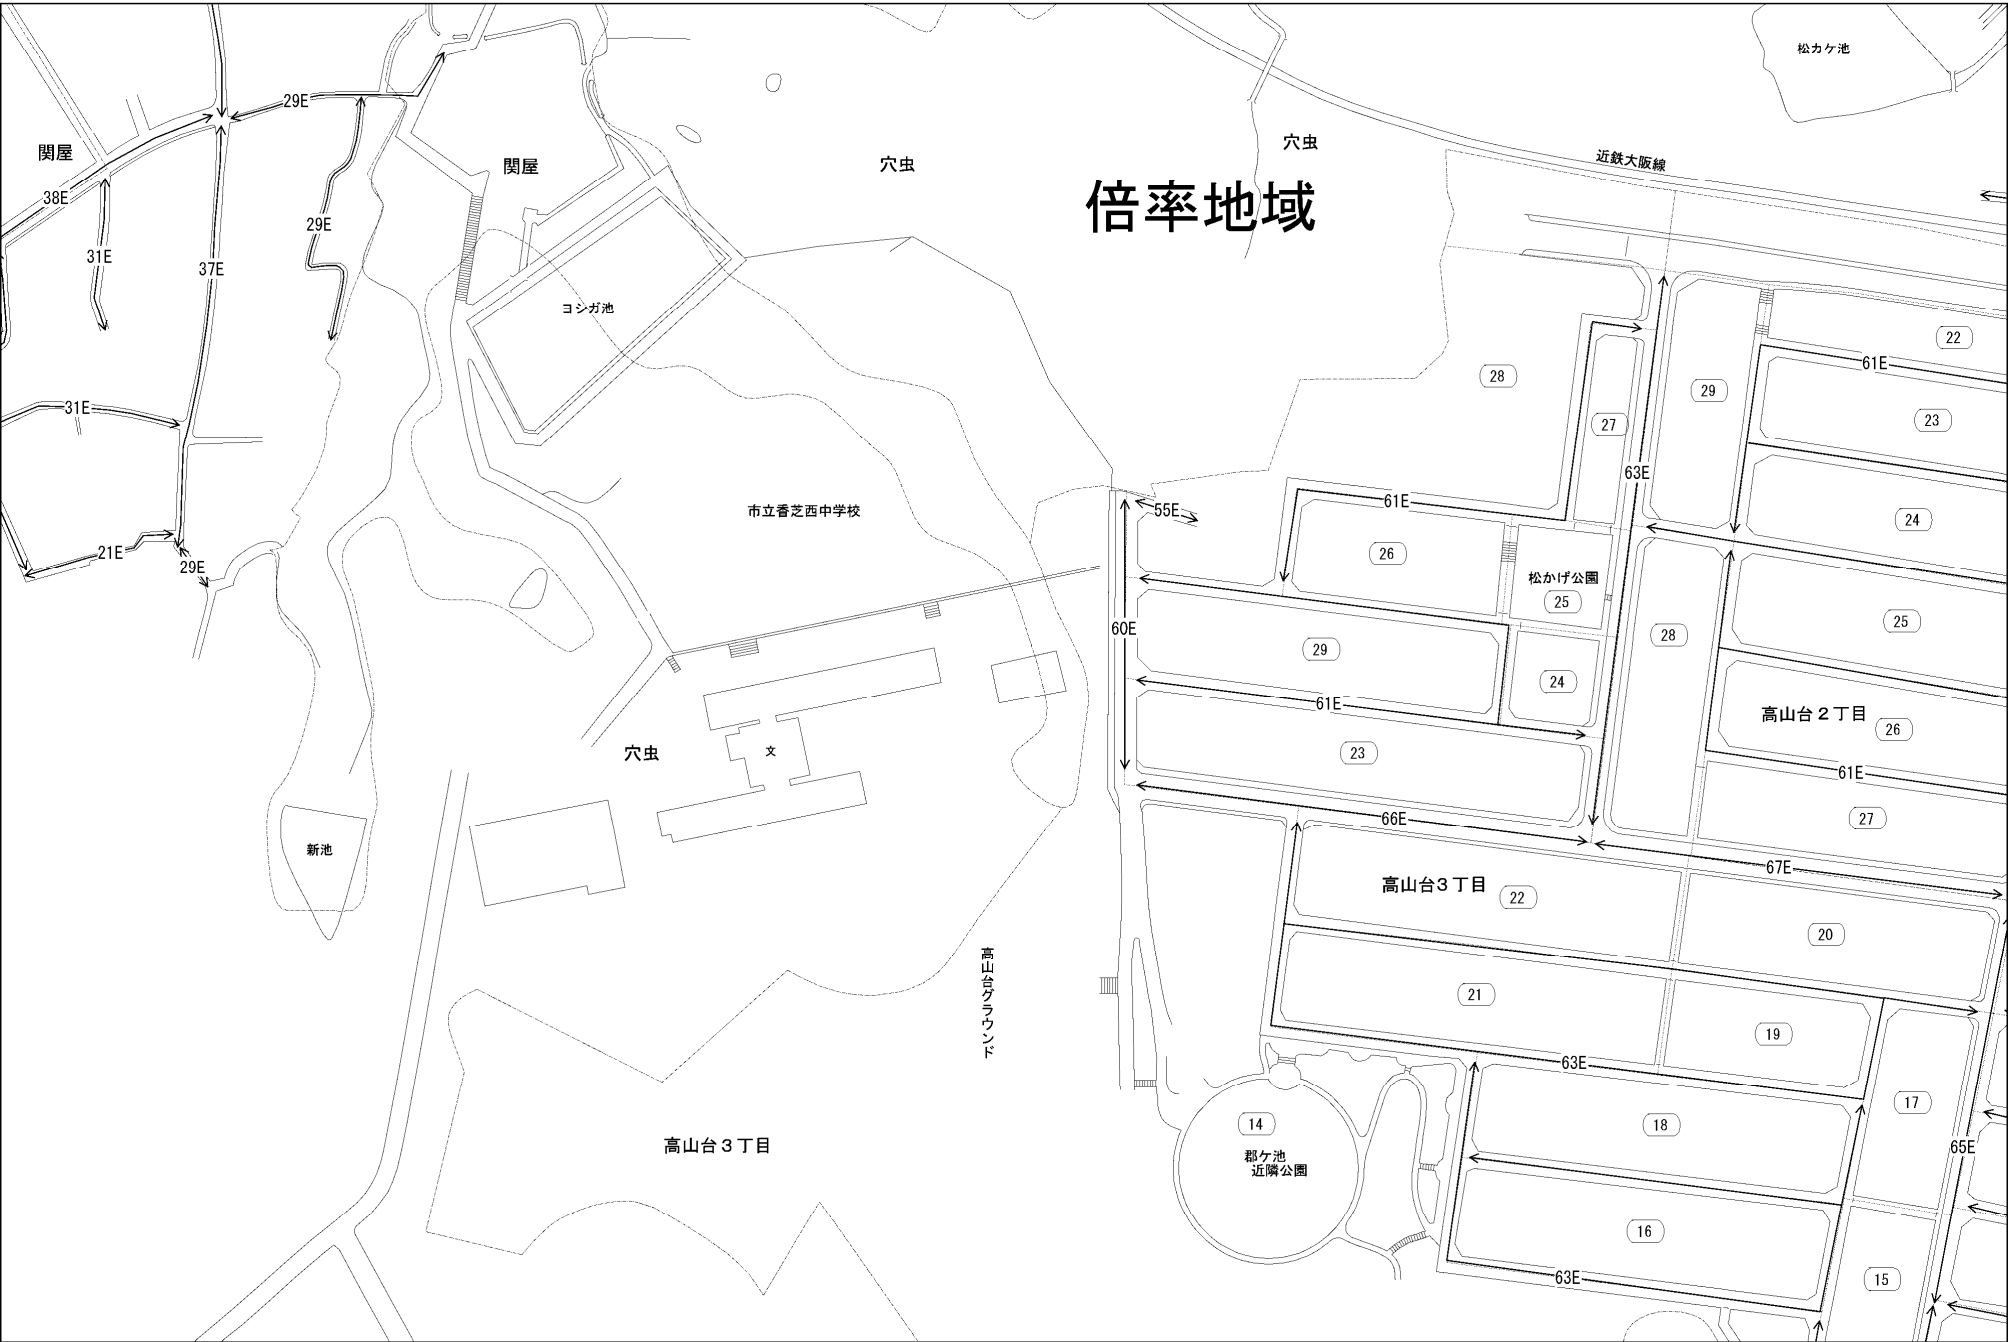 松カケ池
29E
穴虫
関屋
近鉄大阪線
関屋
穴虫
38E
倍率地域
29E
31E
37E
ヨシガ池
22
61E
28
29
31E
23
27
63E
61E
市立香芝西中学校
55E
24
21E
26
29E
松かげ公園
25
25
60E
28
29
24
61E
高山台２丁目
26
穴虫
文
23
61E
66E
27
新池
67E
高山台３丁目
22
20
高山台グラウンド
21
19
63E
17
14
18
高山台３丁目
65E
郡ケ池
近隣公園
16
63E
15